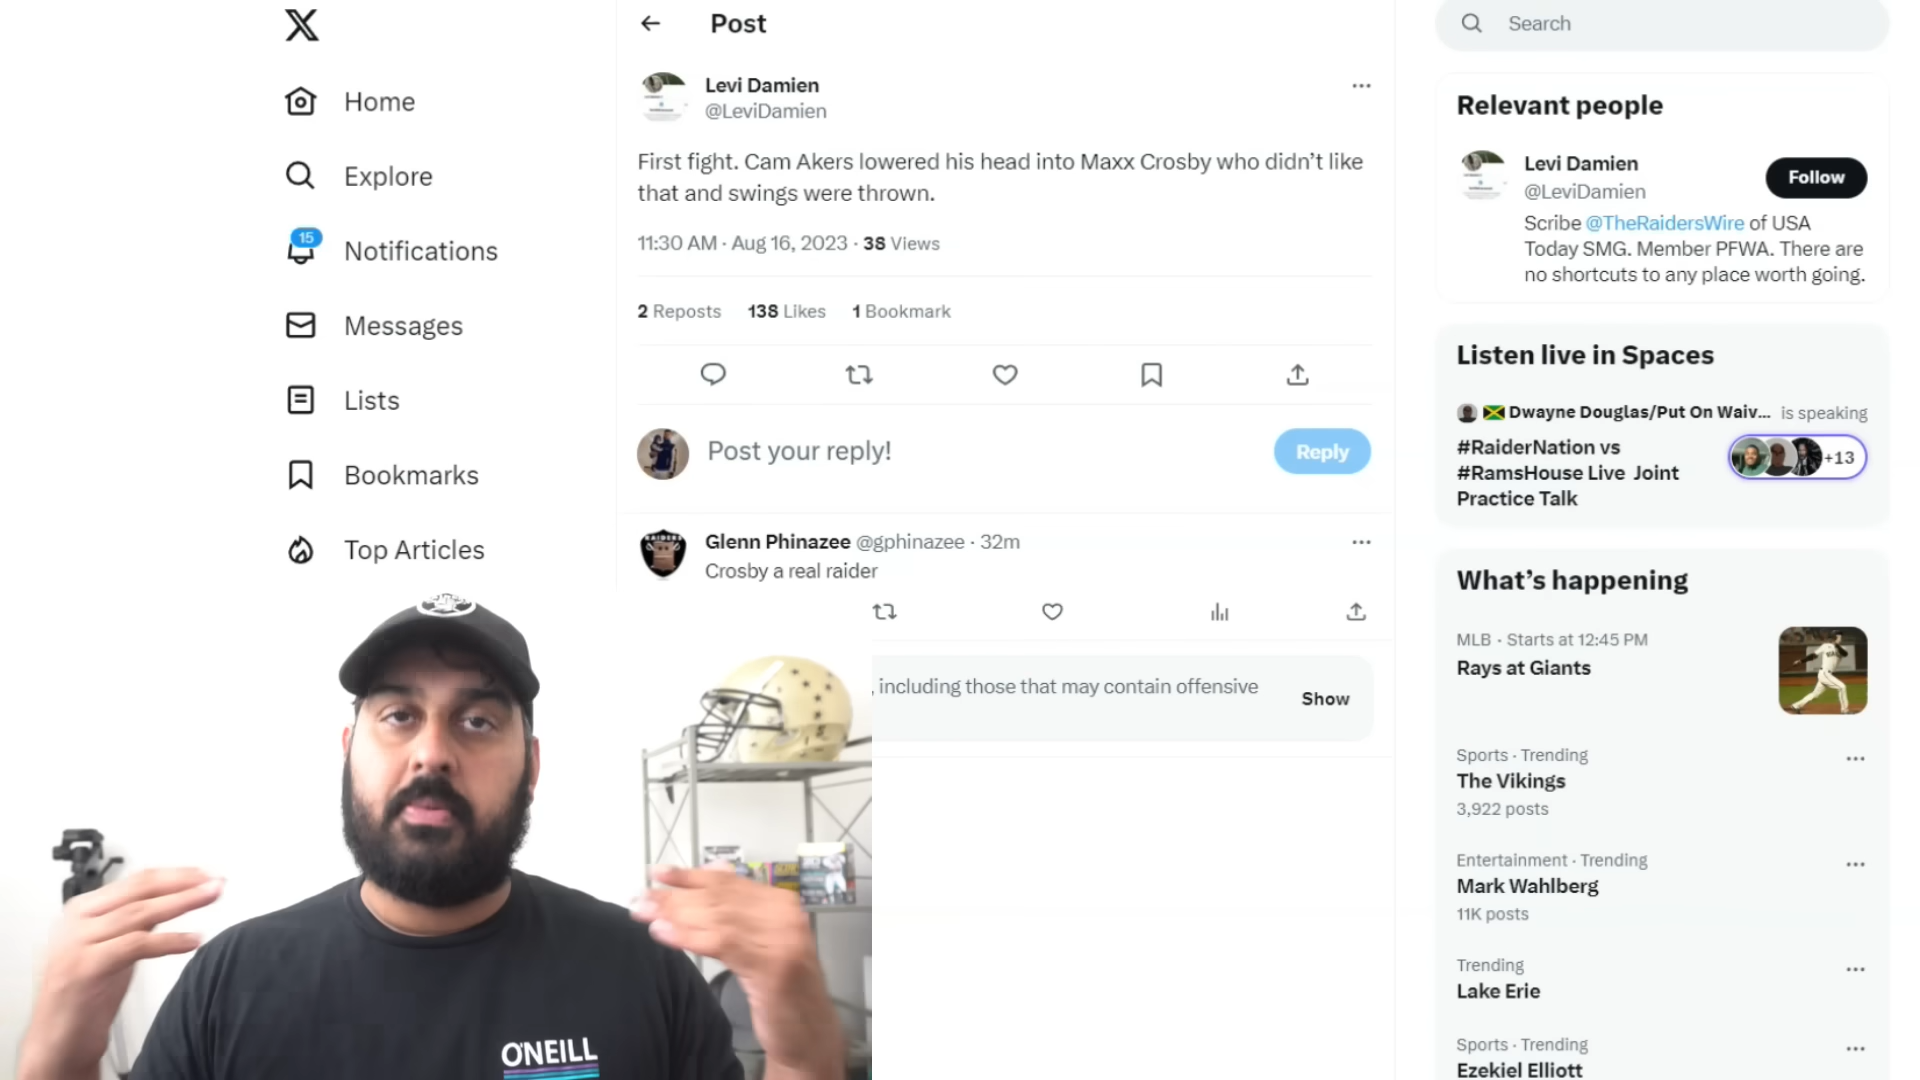 Post
Search
Home
Explore
15
Notifications
Messages
Lists
Bookmarks
Top Articles
Levi Damien
@LeviDamien
First fight. Cam Akers lowered his head into Maxx Crosby who didn’t like
that and swings were thrown.
11:30 AM · Aug 16, 2023 · 38 Views
2 Reposts 138 Likes 1 Bookmark
Post your reply!
Reply
Glenn Phinazee @gphinazee · 32m
Crosby a real raider
, including those that may contain offensive
Show
Relevant people
Levi Damien
@LeviDamien
Follow
Scribe @TheRaidersWire of USA
Today SMG. Member PFWA. There are
no shortcuts to any place worth going.
Listen live in Spaces
Dwayne Douglas/Put On Waiv... is speaking
#RaiderNation vs
#RamsHouse Live Joint
Practice Talk
+13
What’s happening
MLB · Starts at 12:45 PM
Rays at Giants
Sports · Trending
The Vikings
3,922 posts
Entertainment · Trending
Mark Wahlberg
11K posts
Trending
Lake Erie
Sports · Trending
Ezekiel Elliott
RAIDERS
O'NEILL